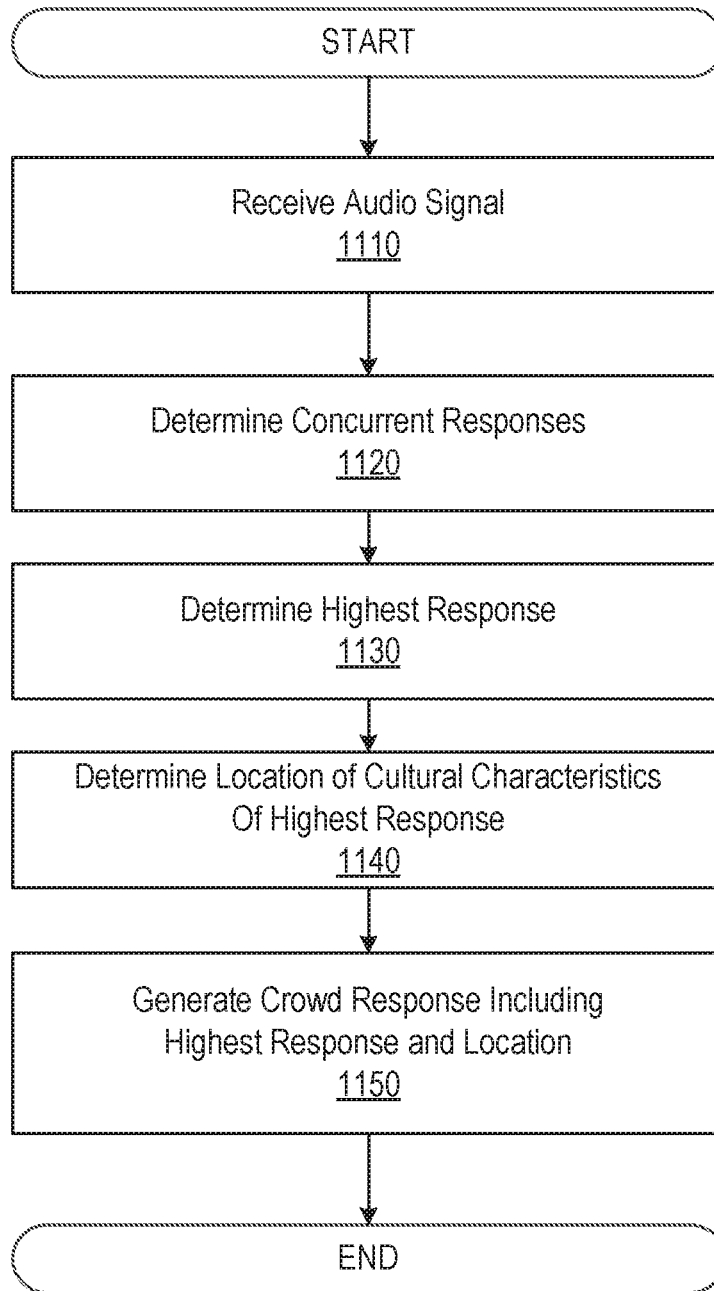 START
Receive Audio Signal
1110
Determine Concurrent Responses
1120
Determine Highest Response
1130
Determine Location of Cultural Characteristics
Of Highest Response
1140
Generate Crowd Response Including
Highest Response and Location
1150
END